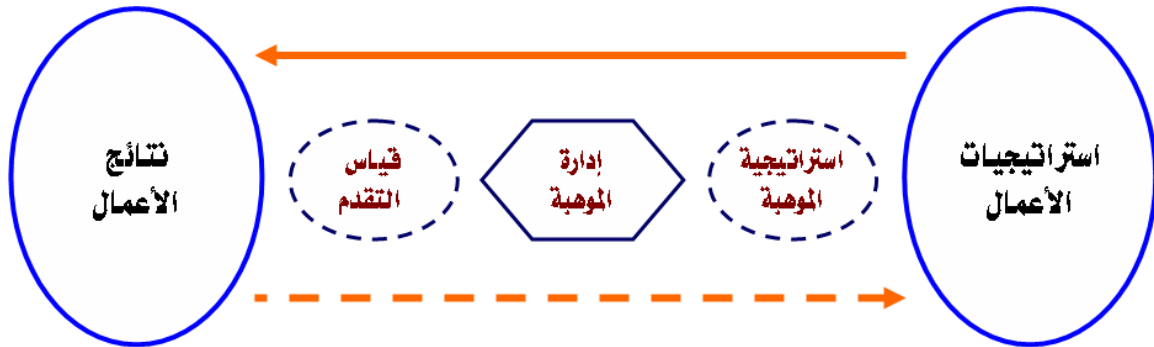 استراتيجيات
الأعمال
استراتيجية
الموهبة
إدارة
الموهبة
قياس
التقدم
نتائج
الأعمال